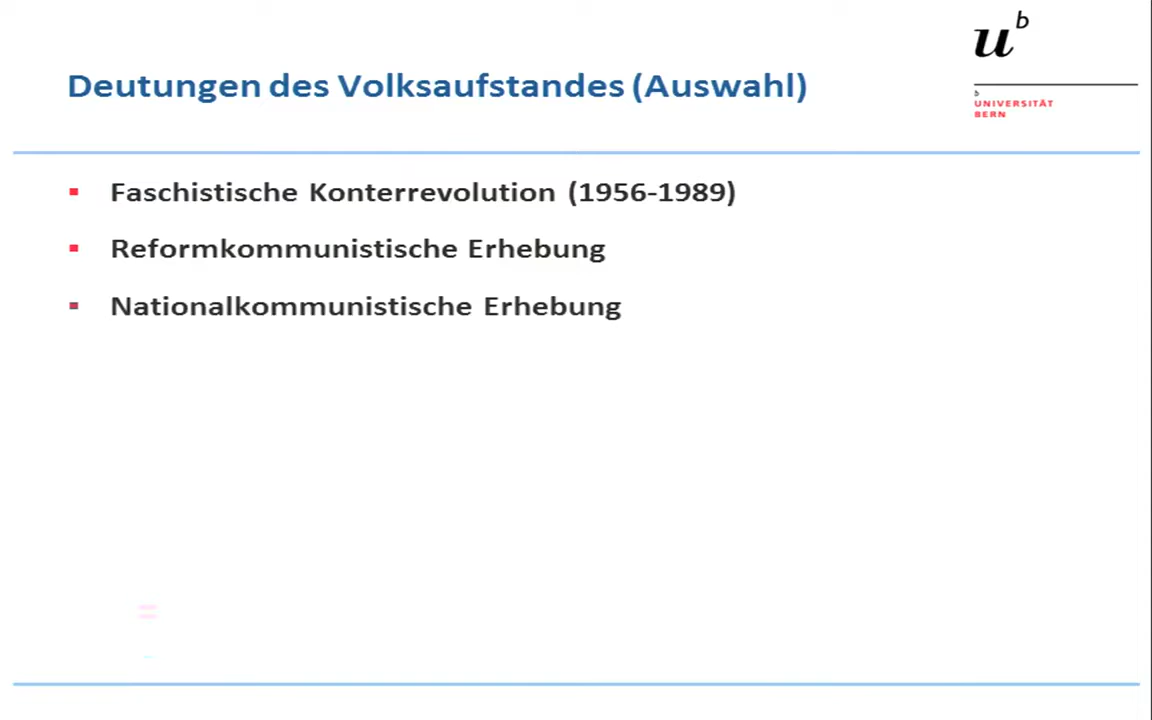 u b
Deutungen des Volksaufstandes (Auswahl)
b
UNIVERSITÄT
BERN
Faschistische Konterrevolution (1956-1989)
Reformkommunistische Erhebung
Nationalkommunistische Erhebung